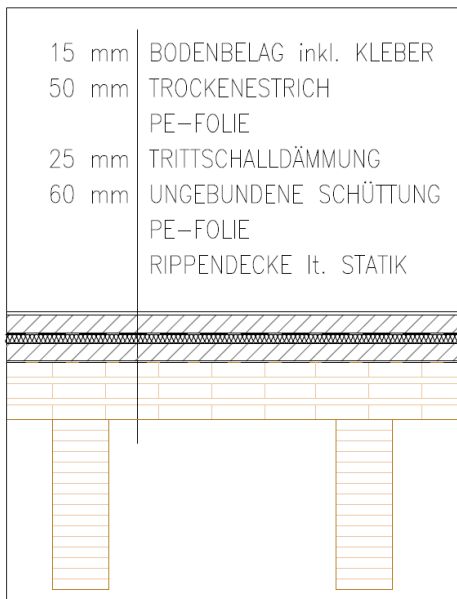 15 mm BODENBELAG inkl. KLEBER
50 mm TROCKENESTRICH
PE-FOLIE
25 mm TRITTSCHALLDÄMMUNG
60 mm UNGEBUNDENE SCHÜTTUNG
PE-FOLIE
RIPPENDECKE lt. STATIK